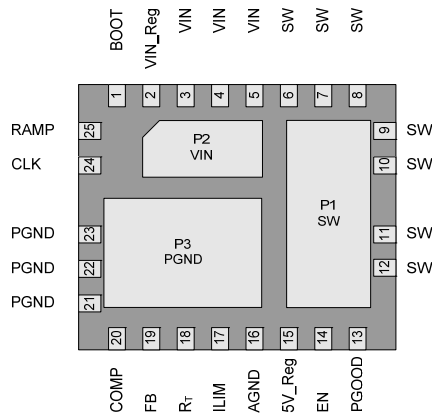 BOOT
VIN_Reg
VIN
VIN
VIN
SW
SW
SW
1
2
3
4
5
6
7
8
RAMP 25
CLK 24
PGND 23
PGND 22
PGND 21
P2
VIN
P1
SW
P3
PGND
9 SW
10 SW
11 SW
12 SW
20
19
18
17
16
15
14
13
COMP
FB
RT
ILIM
AGND
5V_Reg
EN
PGOOD